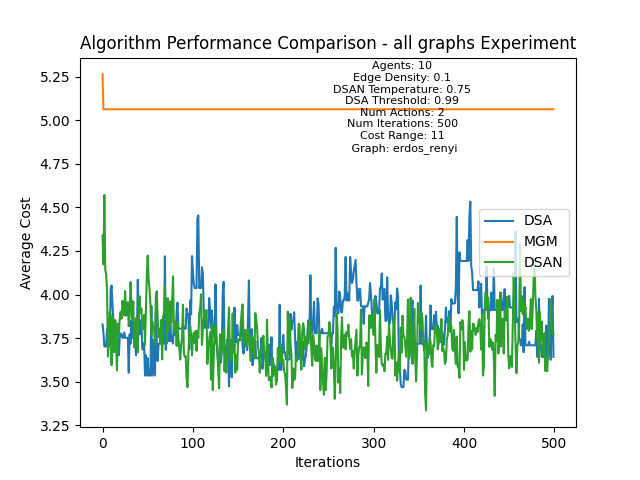 Algorithm Performance Comparison - all graphs Experiment
Agents: 10
Edge Density: 0.1
DSAN Temperature: 0.75
DSA Threshold: 0.99
Num Actions: 2
Num Iterations: 500
Cost Range: 11
Graph: erdos_renyi
Average Cost
5.25
5.00
4.75
4.50
4.25
4.00
3.75
3.50
3.25
DSA
MGM
DSAN
0 100 200 300 400 500
Iterations